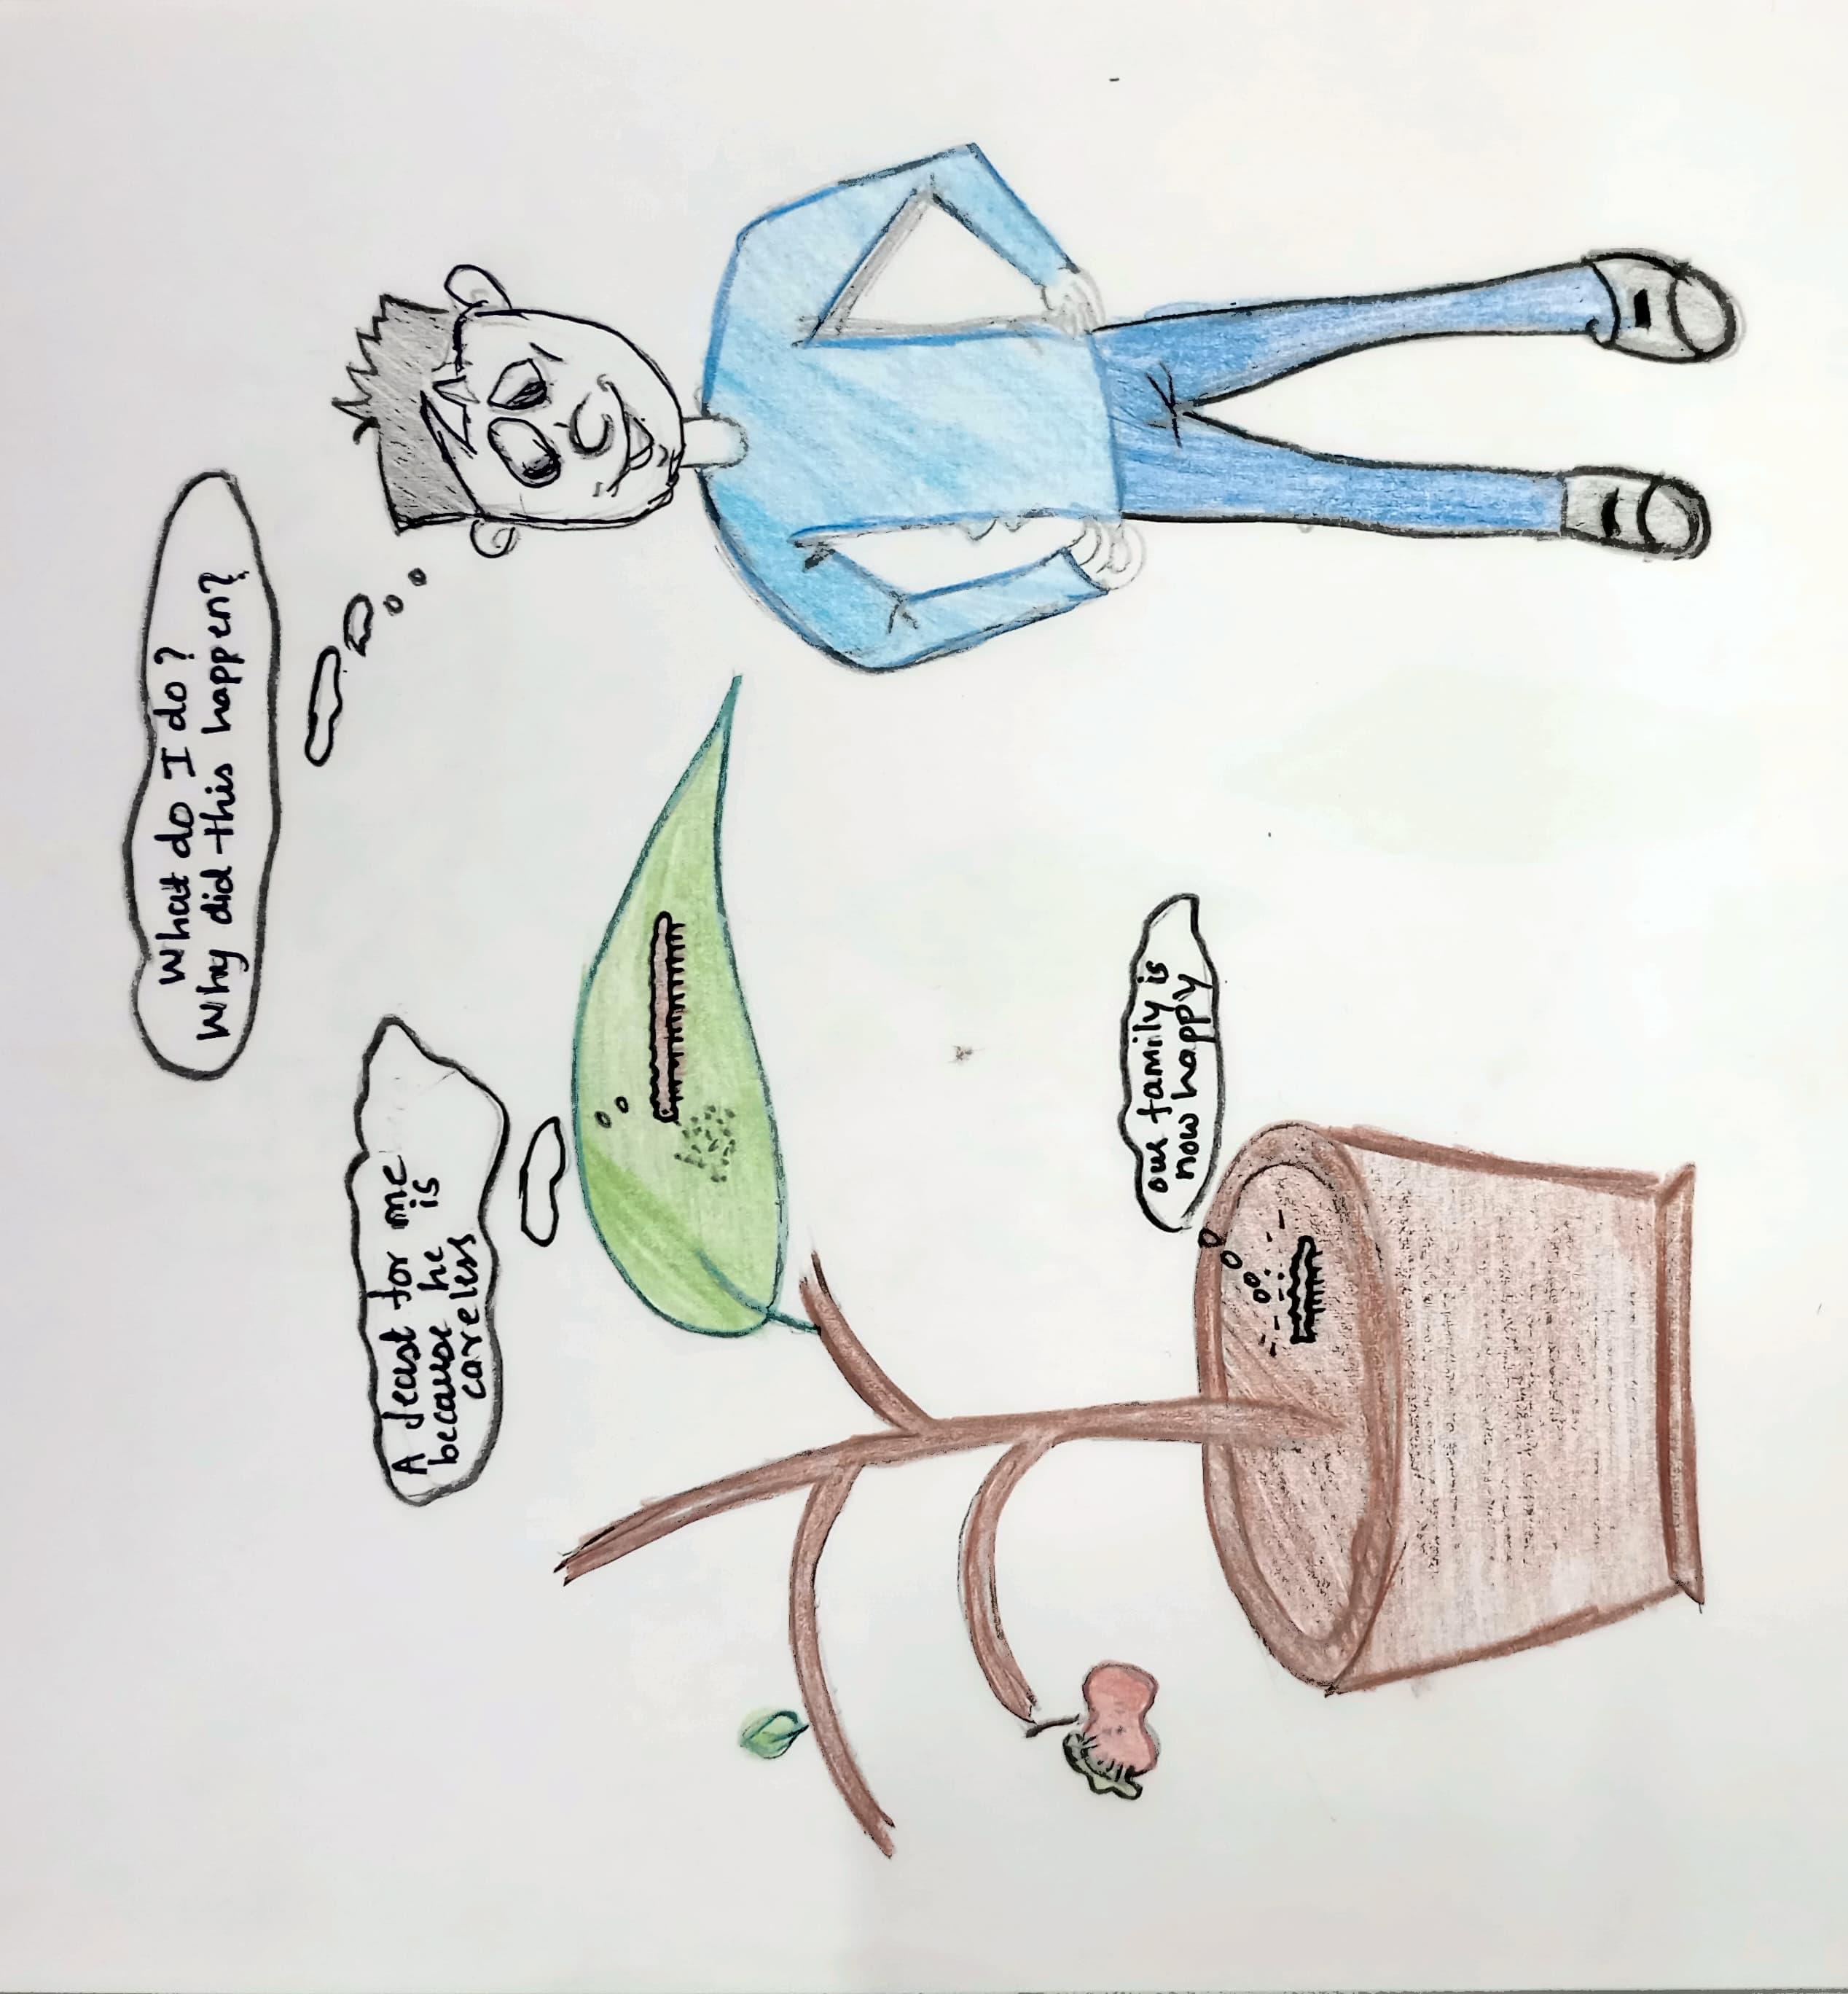 What do I do?
Why did this happen?
A feast for me
because he is
careless
our family is
now happy